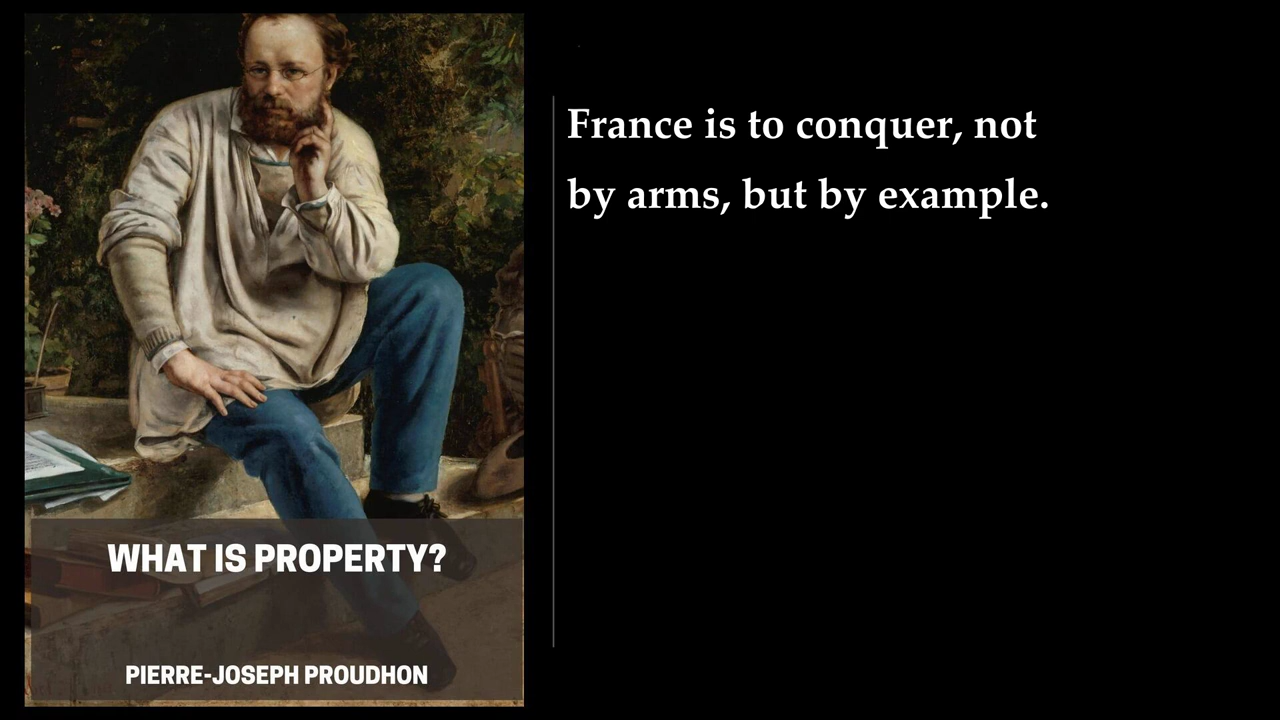 WHAT IS PROPERTY?
PIERRE-JOSEPH PROUDHON
France is to conquer, not
by arms, but by example.